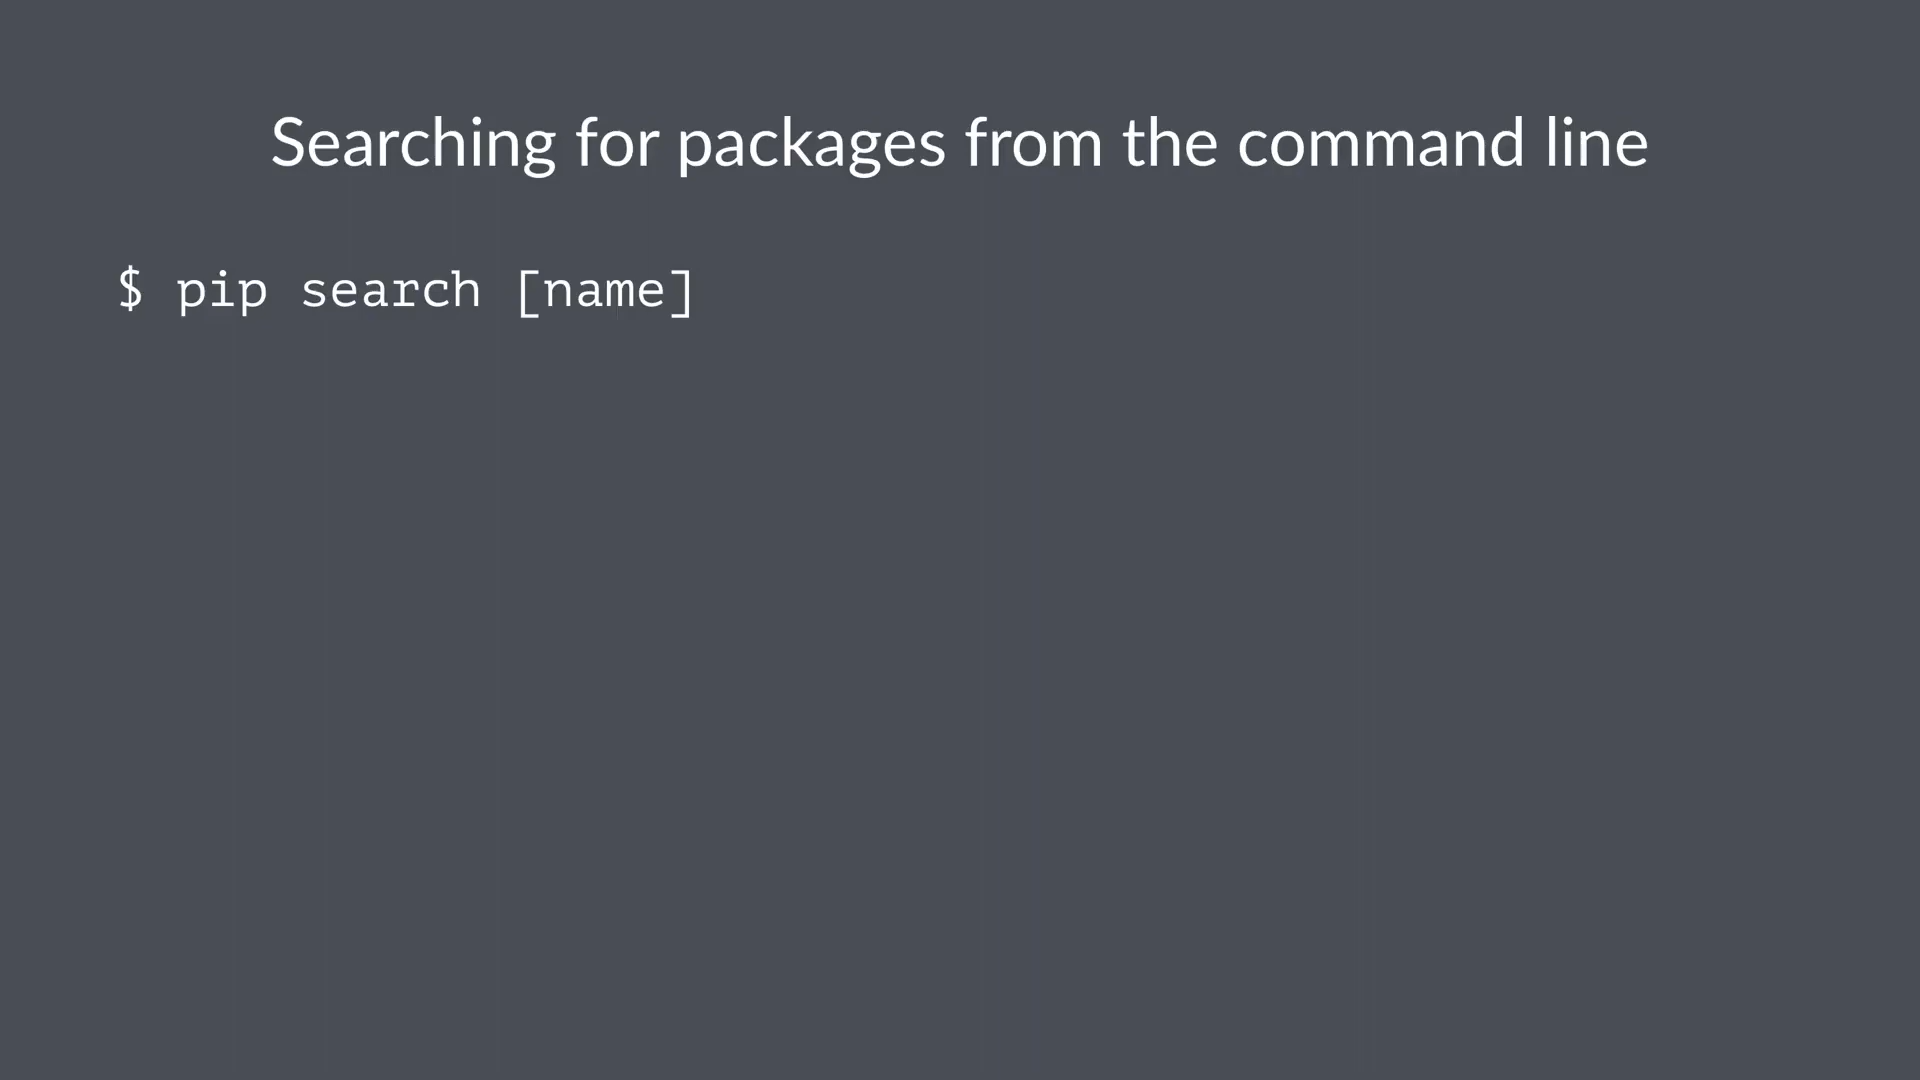 Searching for packages from the command line
$ pip search [name]